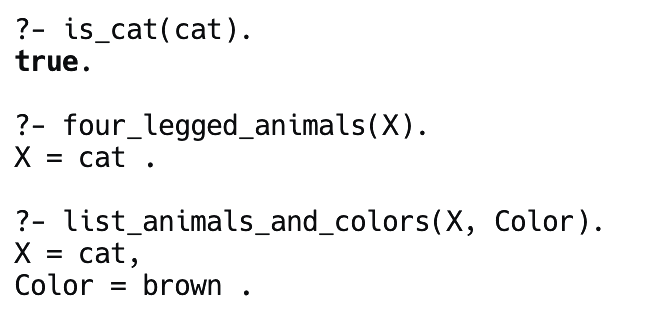 ?- is_cat(cat).
true.
?- four_legged_animals(X).
X = cat .
?- list_animals_and_colors(X, Color).
X = cat,
Color = brown .